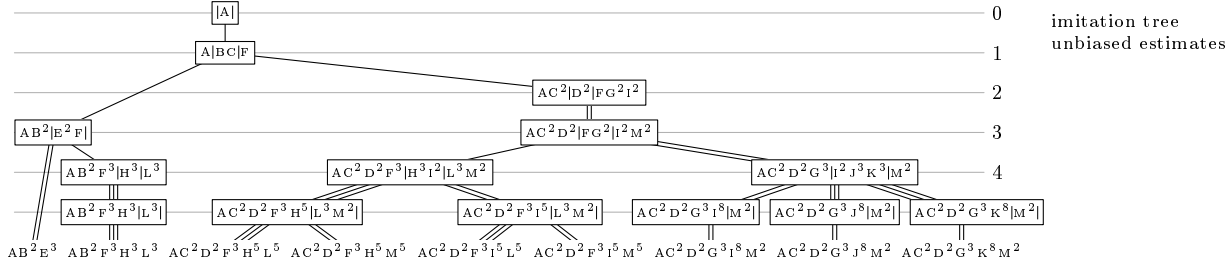 |A|
0
imitation tree
A|BC|F
1
unbiased estimates
AC²|D²|FG²I²
2
AB²|E²F|
AC²D²|FG²|I²M²
3
AB²F³|H³|L³
AC²D²F³|H³I²|L³M²
AC²D²G³|I²J³K³|M²
4
AB²F³H³|L³|
AC²D²F³H⁵|L³M²|
AC²D²F³I⁵|L³M²|
AC²D²G³I⁸|M²|
AC²D²G³J⁸|M²|
AC²D²G³K⁸|M²|
AB²E³
AB²F³H³L³
AC²D²F³H⁵L⁵
AC²D²F³H⁵M⁵
AC²D²F³I⁵L⁵
AC²D²F³I⁵M⁵
AC²D²G³I⁸M²
AC²D²G³J⁸M²
AC²D²G³K⁸M²